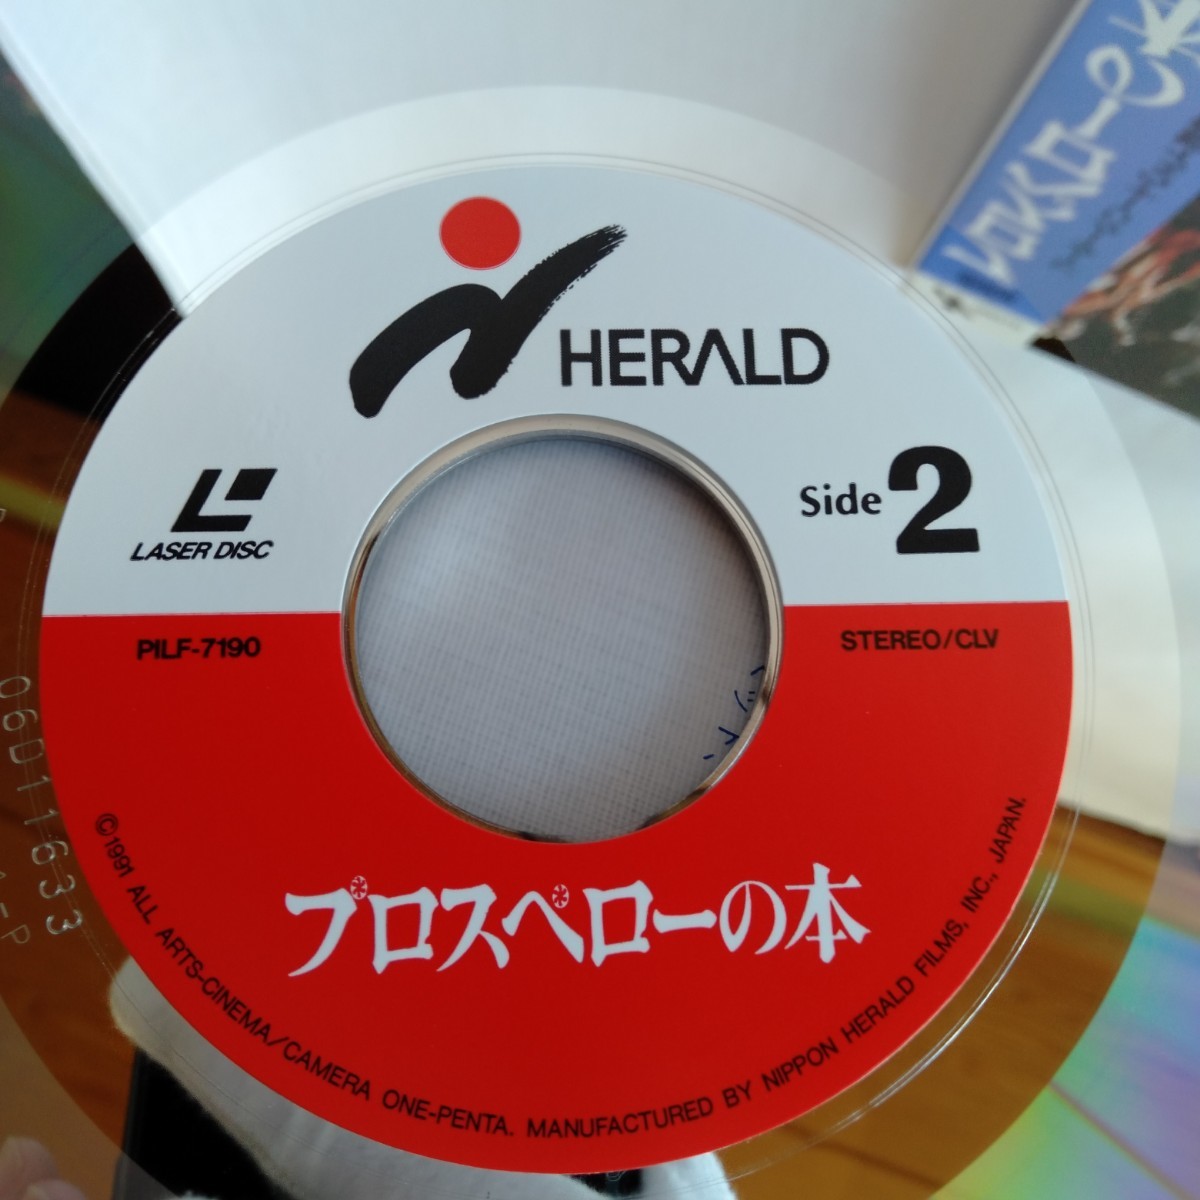 HERALD
LASER DISC
Side 2
PILF-7190
STEREO/CLV
プロスペローの本
©1991 ALL ARTS-CINEMA/CAMERA ONE-PENTA. MANUFACTURED BY NIPPON HERALD FILMS, INC., JAPAN.
06011633